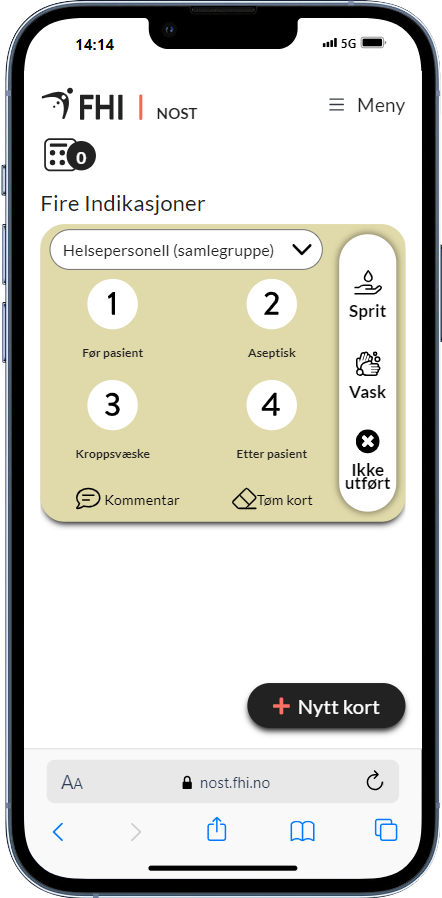 14:14
5G
FHI | NOST
Meny
0
Fire Indikasjoner
Helsepersonell (samlegruppe)
1
2
Før pasient
Aseptisk
3
4
Kroppsvæske
Etter pasient
Kommentar
Tøm kort
Sprit
Vask
Ikke
utført
+ Nytt kort
AA
nost.fhi.no